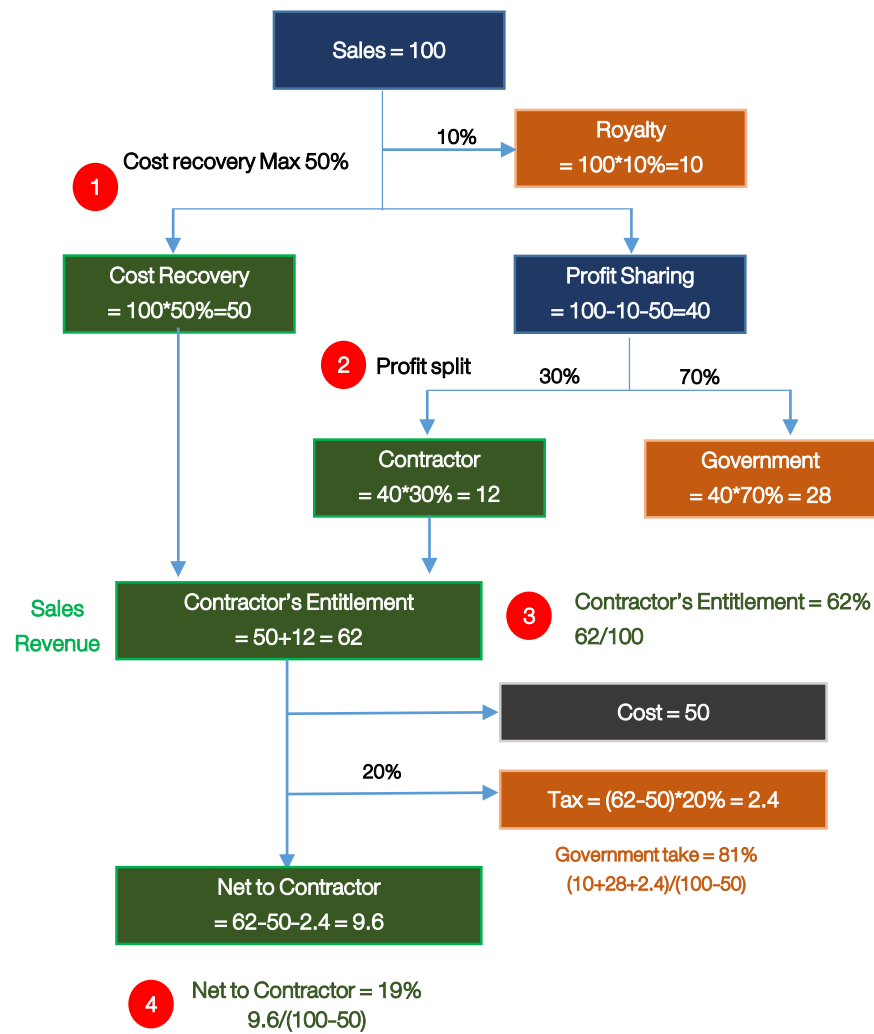 Sales = 100
10%
Royalty
= 100*10%=10
Cost recovery Max 50%
1
Cost Recovery
= 100*50%=50
Profit Sharing
= 100-10-50=40
2
Profit split
30%
70%
Contractor
= 40*30% = 12
Government
= 40*70% = 28
Sales
Revenue
Contractor's Entitlement
= 50+12 = 62
3
Contractor's Entitlement = 62%
62/100
Cost = 50
20%
Tax = (62-50)*20% = 2.4
Government take = 81%
(10+28+2.4)/(100-50)
Net to Contractor
= 62-50-2.4 = 9.6
4
Net to Contractor = 19%
9.6/(100-50)